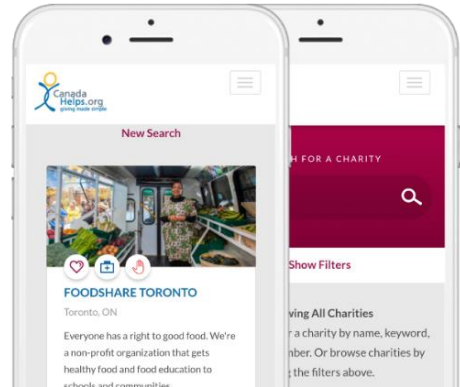 Canada
Helps.org
giving made simple
New Search
FOODSHARE TORONTO
Toronto, ON
Everyone has a right to good food. We're
a non-profit organization that gets
healthy food and food education to
schools and communities
H FOR A CHARITY
Show Filters
ving All Charities
r a charity by name, keyword,
nber. Or browse charities by
the filters above.